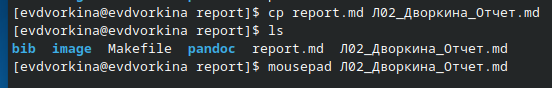 [evdvorkina@evdvorkina report]$ cp report.md Л02_Дворкина_Отчет.md
[evdvorkina@evdvorkina report]$ ls
bib  image  Makefile  pandoc  report.md  Л02_Дворкина_Отчет.md
[evdvorkina@evdvorkina report]$ mousepad Л02_Дворкина_Отчет.md